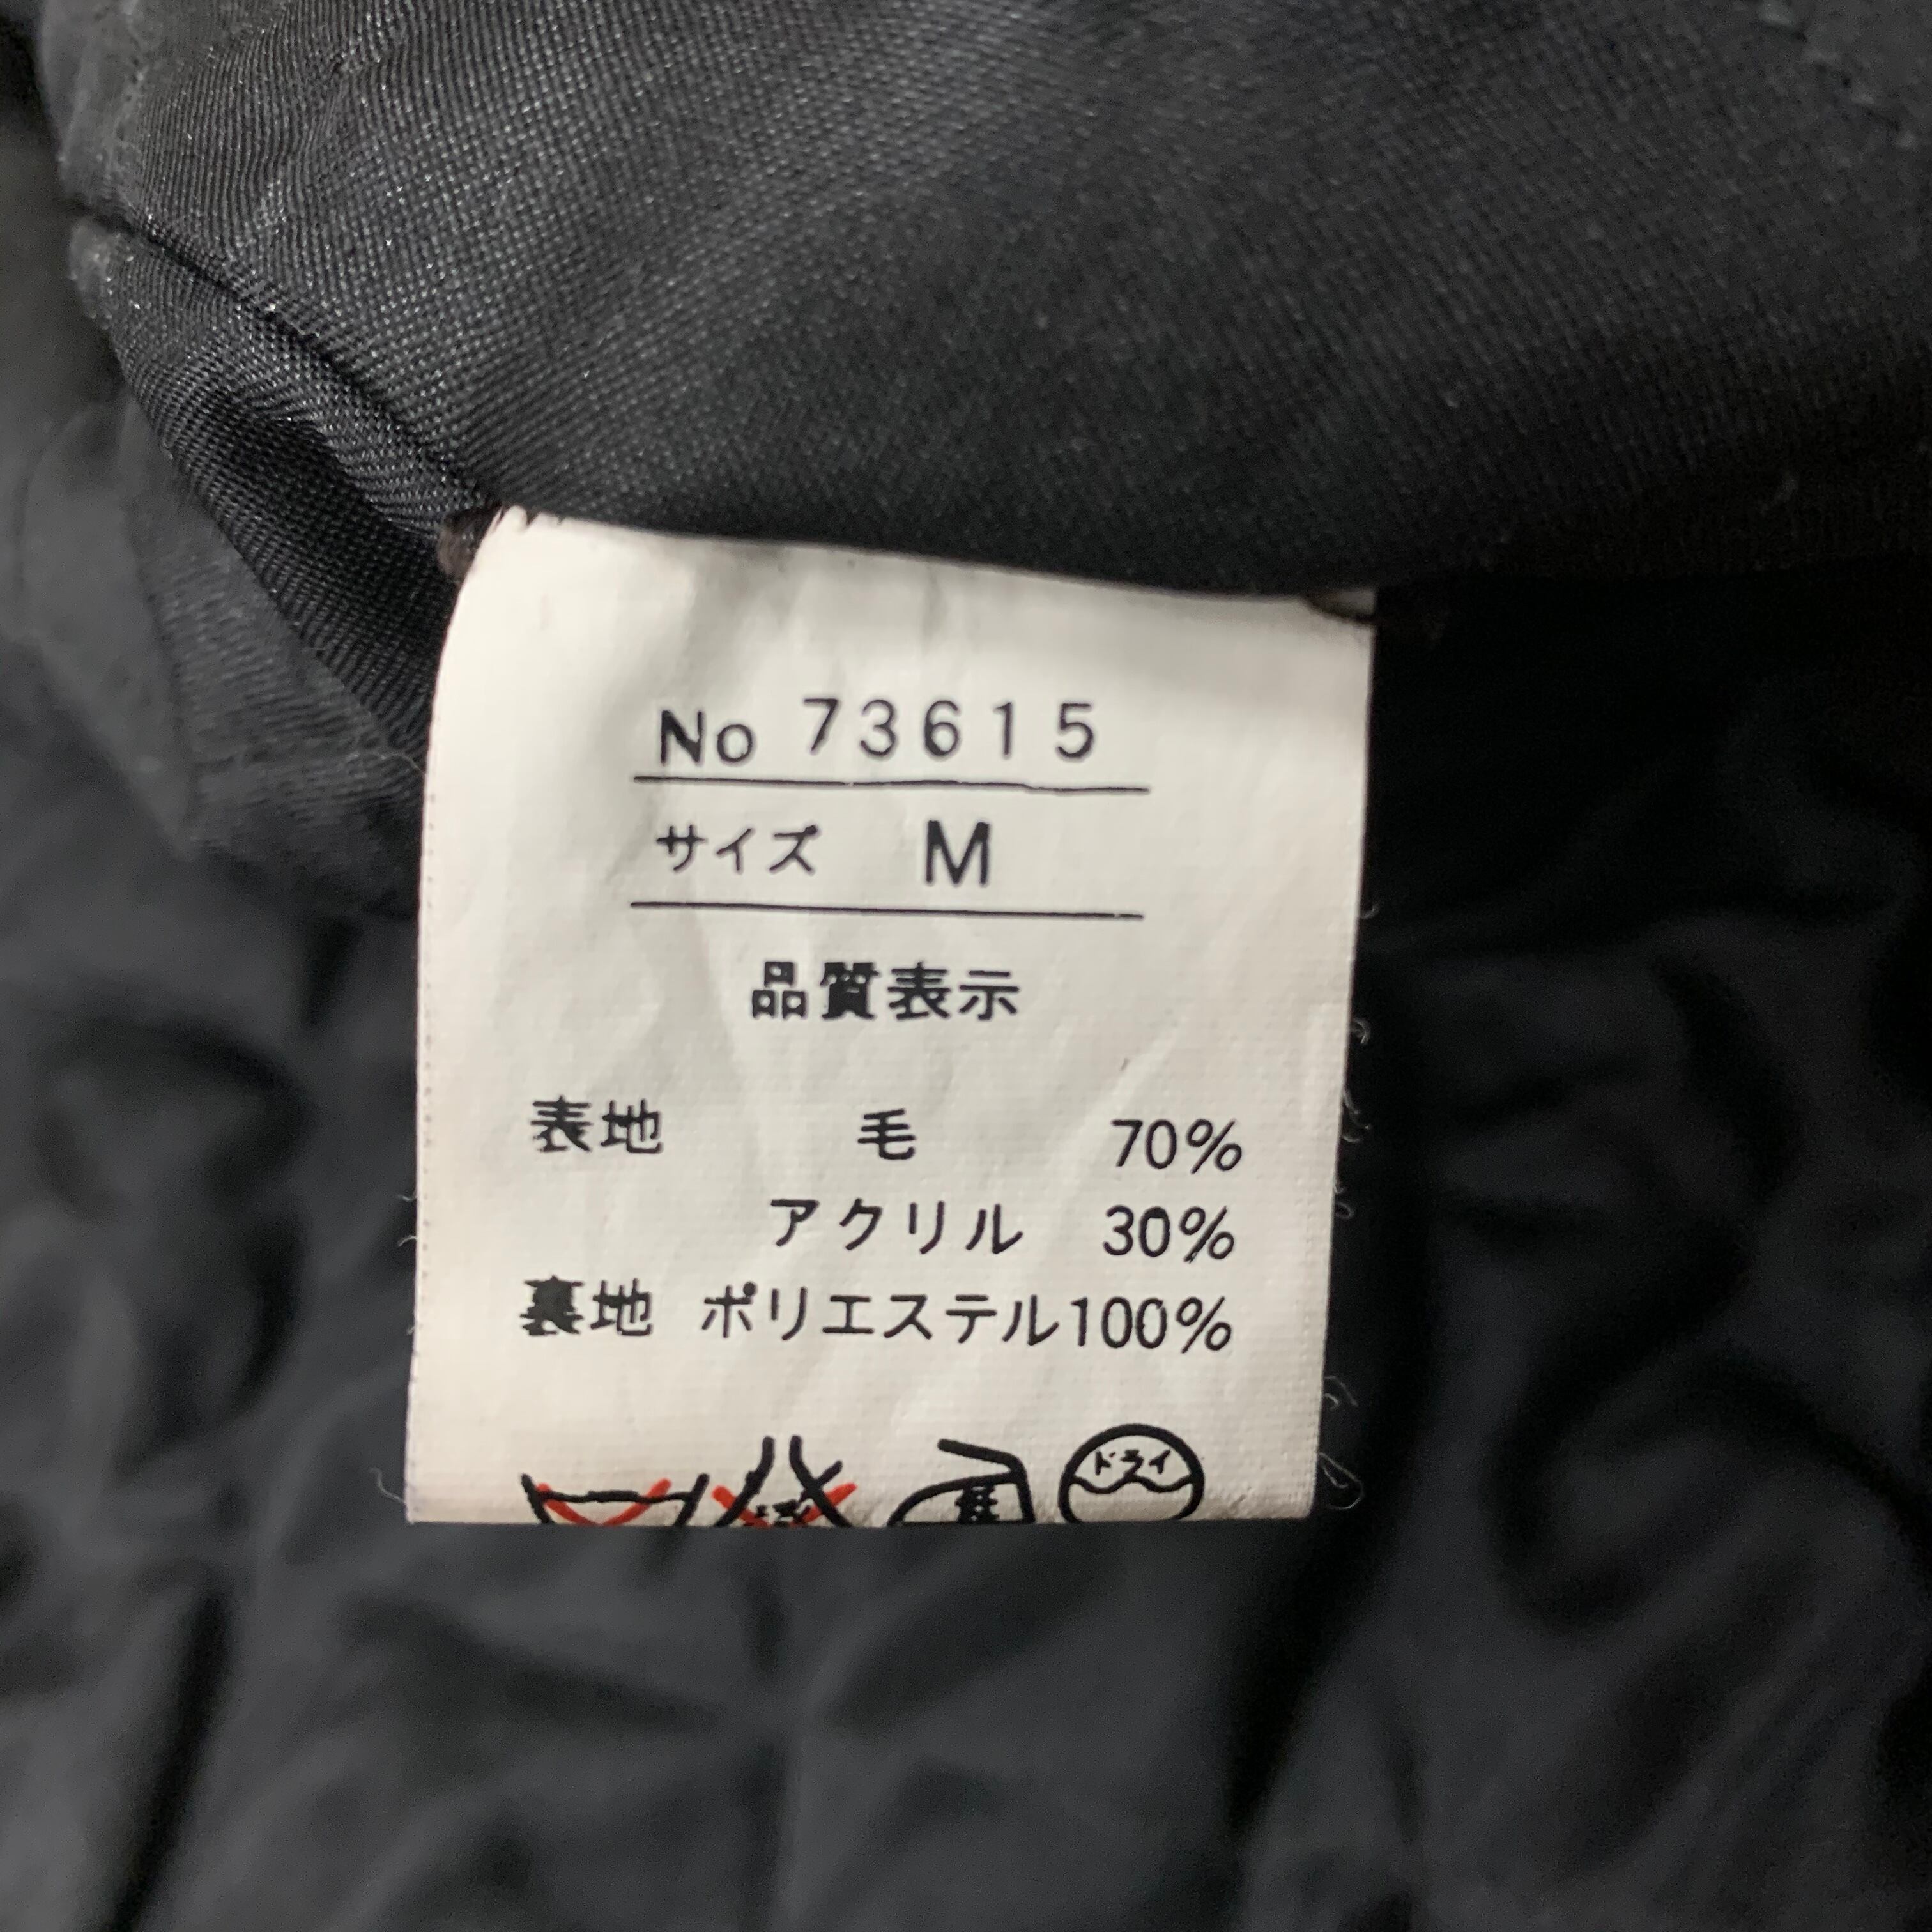 No 73615
サイズ M
品質表示
表地 毛 70%
アクリル 30%
裏地 ポリエステル100%
ドライ